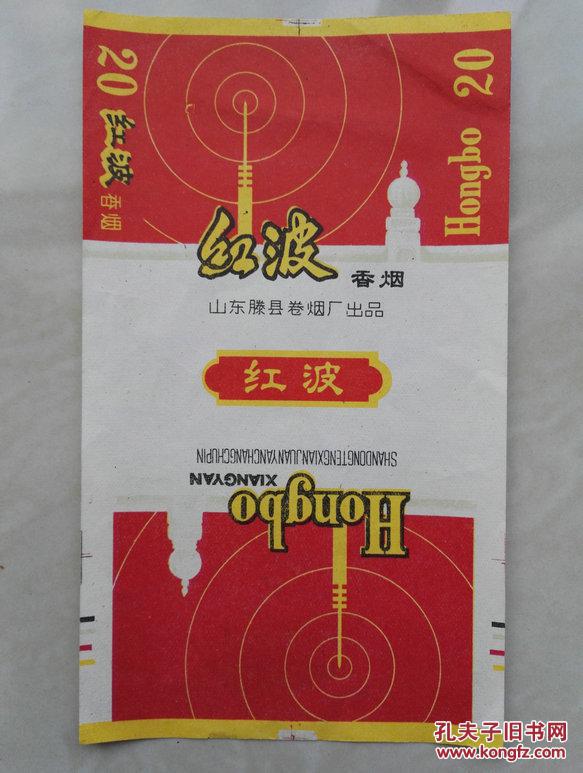 20 红波 香烟
Hongbo 20
红波
香烟
山东滕县卷烟厂出品
红波
SHANDONGTENGXIANJUANYANCHANGCHUPIN
XIANGYAN
Hongbo
孔夫子旧书网
www.kongfz.com